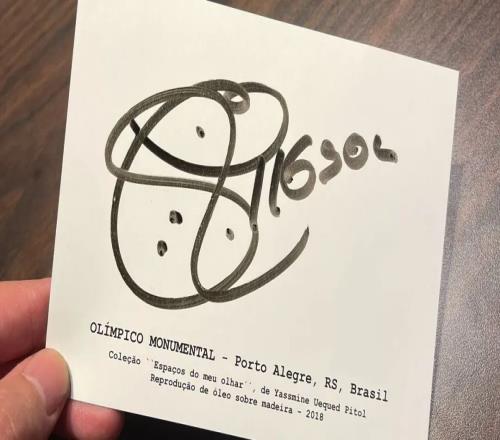 OLÍMPICO MONUMENTAL - Porto Alegre, RS, Brasil
Coleção ``Espaços do meu olhar´´, de Yassmine Uequed Pitol
Reprodução de óleo sobre madeira - 2018